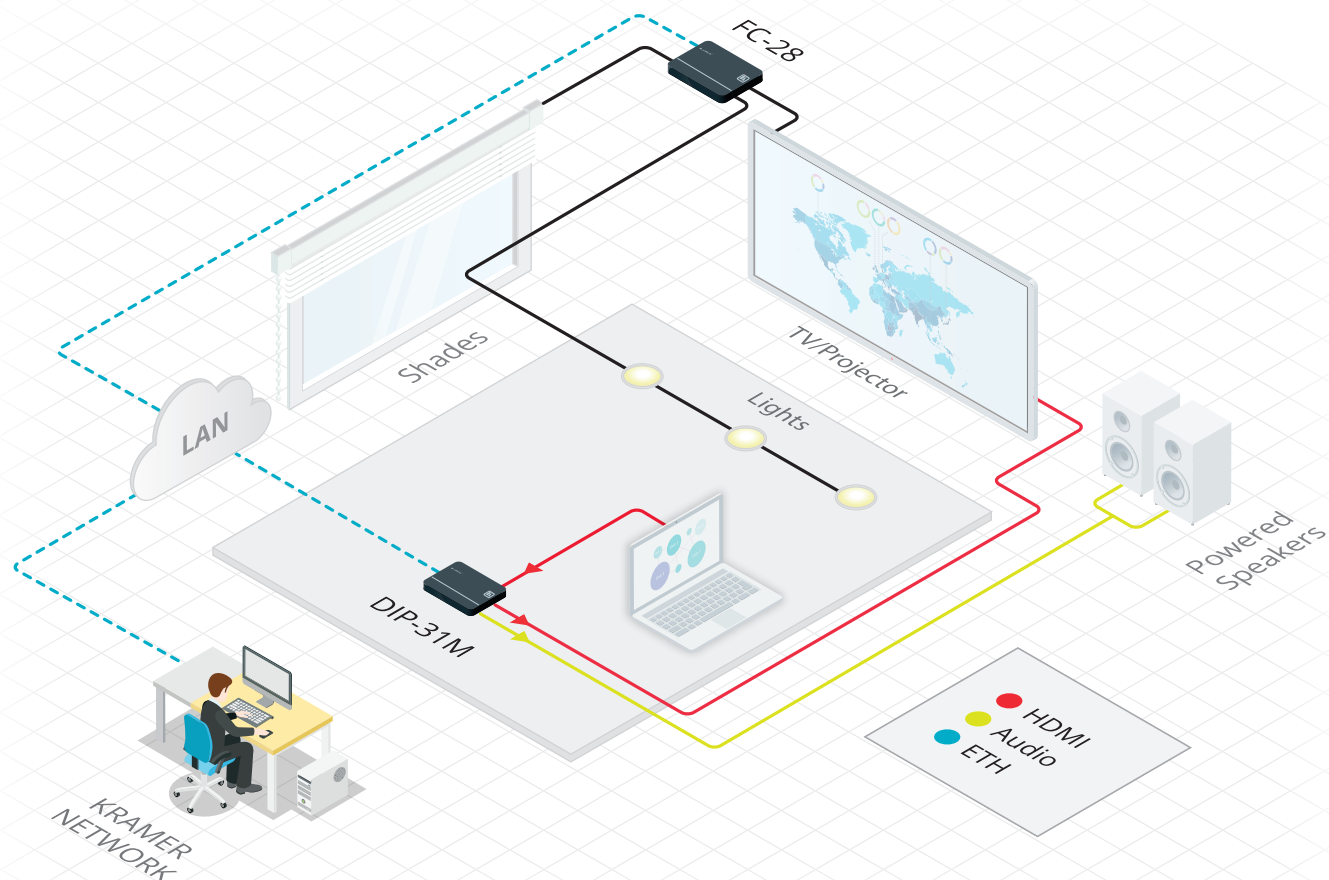 FC-28
Shades
TV/Projector
Lights
LAN
DIP-31M
Powered
Speakers
HDMI
Audio
ETH
KRAMER
NETWORK